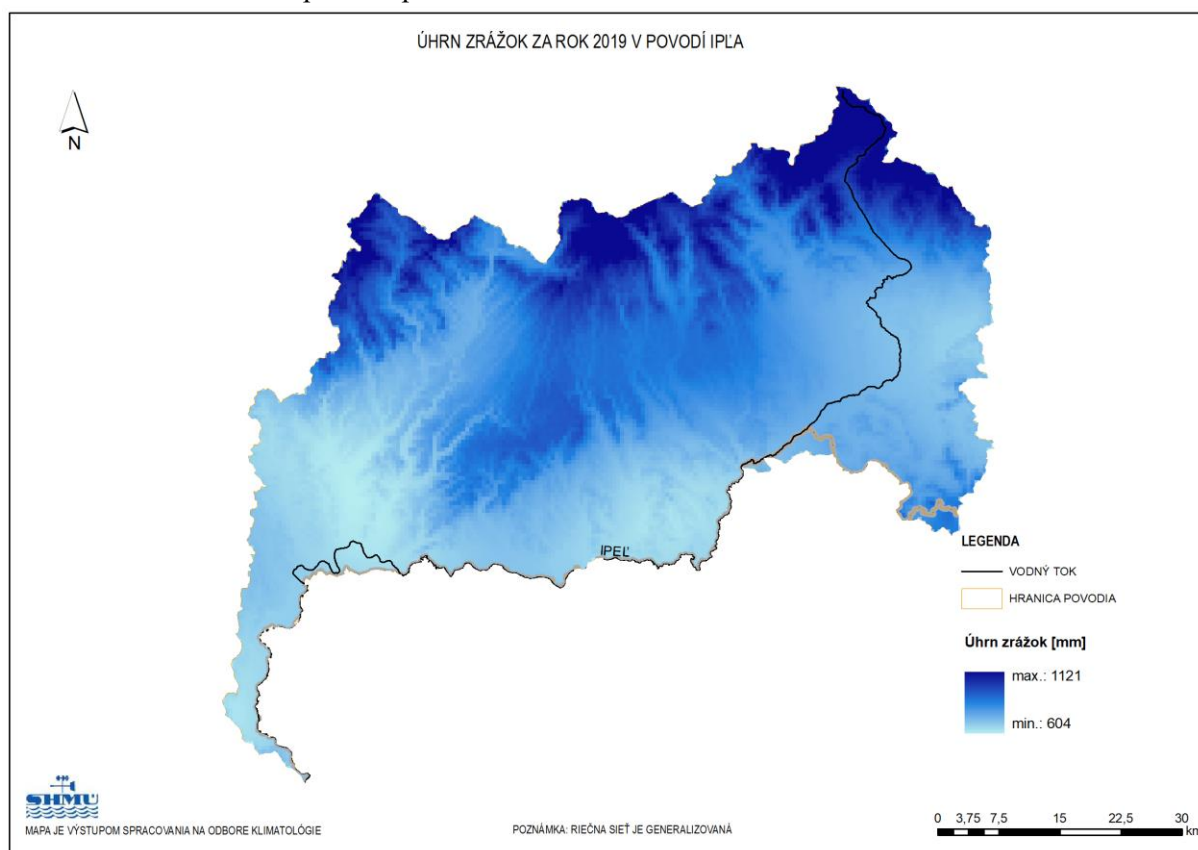 ÚHRN ZRÁŽOK ZA ROK 2019 V POVODÍ IPĽA
N
IPEĽ
LEGENDA
VODNÝ TOK
HRANICA POVODIA
Úhrn zrážok [mm]
max.: 1121
min.: 604
SHMÚ
MAPA JE VÝSTUPOM SPRACOVANIA NA ODBORE KLIMATOLÓGIE
POZNÁMKA: RIEČNA SIEŤ JE GENERALIZOVANÁ
0 3,75 7,5 15 22,5 30
km